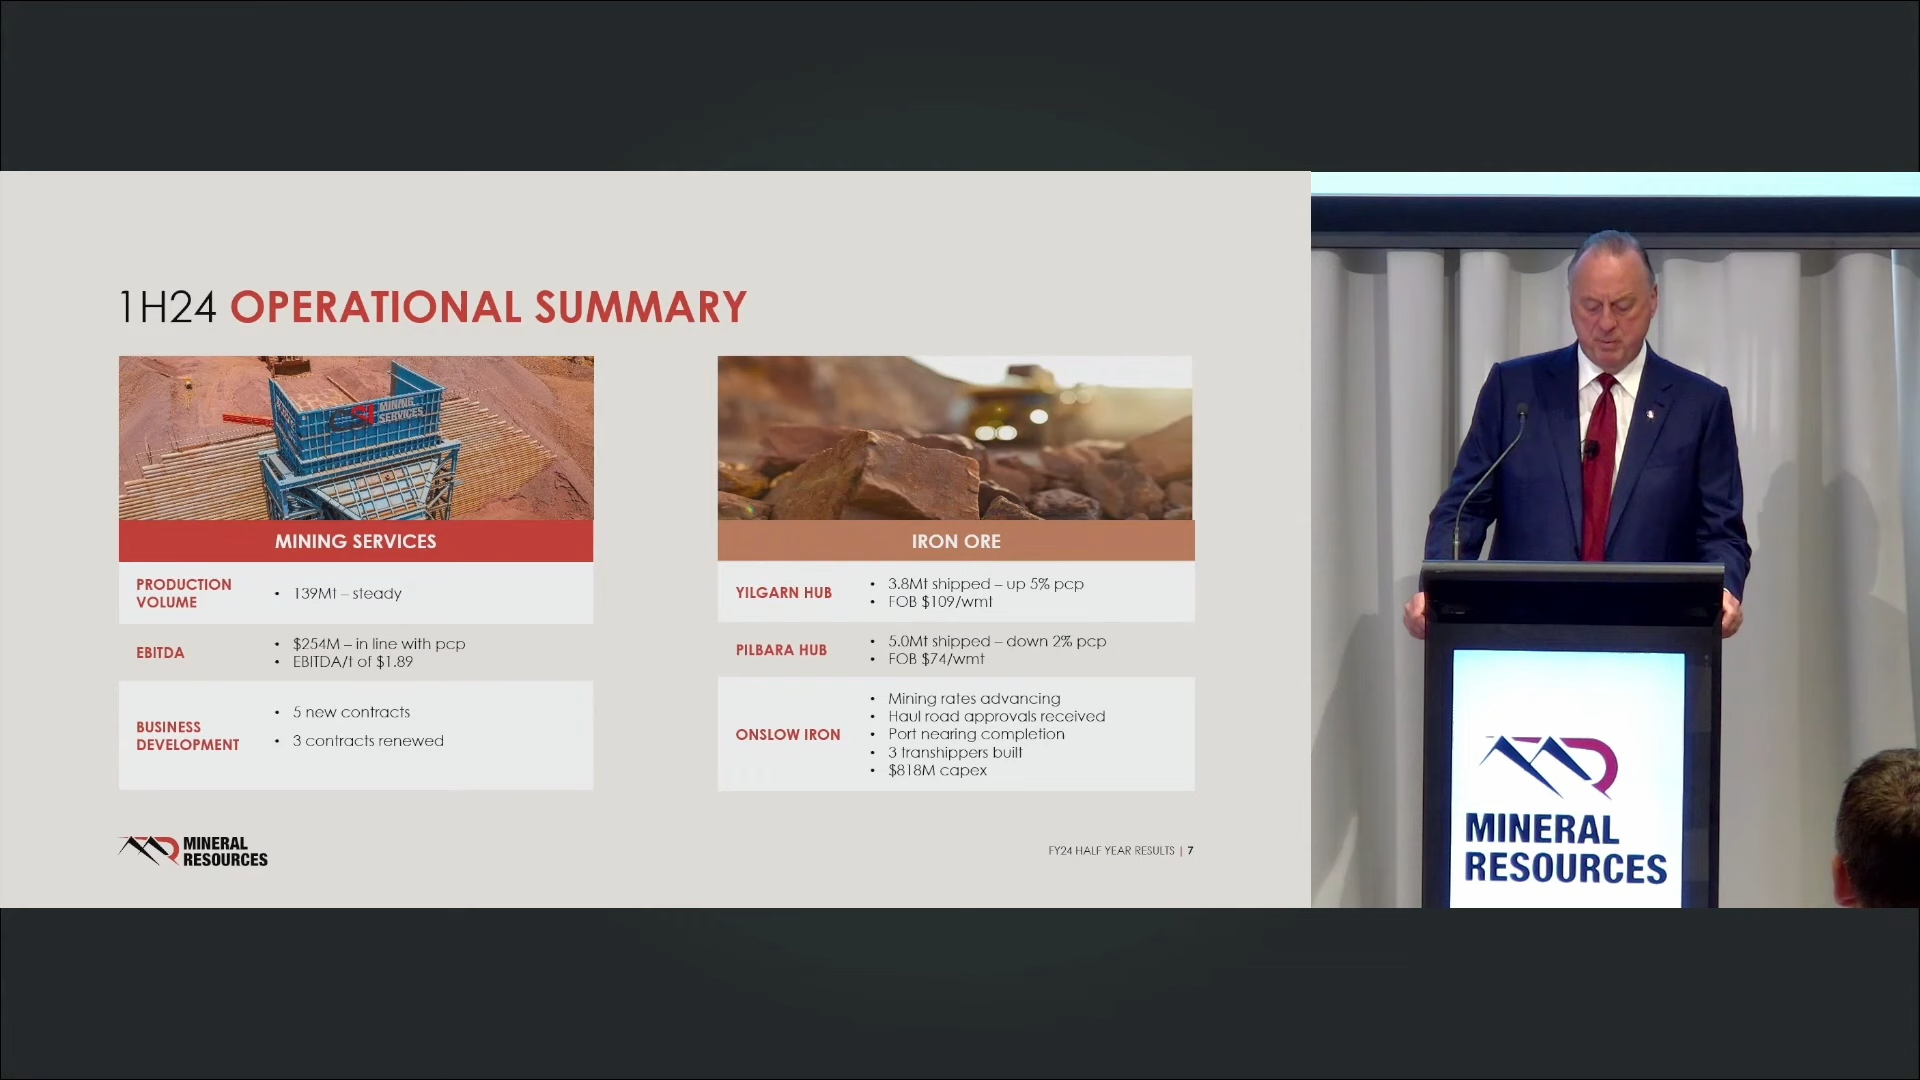 1H24 OPERATIONAL SUMMARY
CSI MINING
SERVICES
MINING SERVICES
PRODUCTION
VOLUME
• 139Mt – steady
EBITDA
• $254M – in line with pcp
• EBITDA/t of $1.89
BUSINESS
DEVELOPMENT
• 5 new contracts
• 3 contracts renewed
IRON ORE
YILGARN HUB
• 3.8Mt shipped – up 5% pcp
• FOB $109/wmt
PILBARA HUB
• 5.0Mt shipped – down 2% pcp
• FOB $74/wmt
ONSLOW IRON
• Mining rates advancing
• Haul road approvals received
• Port nearing completion
• 3 transhippers built
• $818M capex
MINERAL
RESOURCES
FY24 HALF YEAR RESULTS | 7
MINERAL
RESOURCES